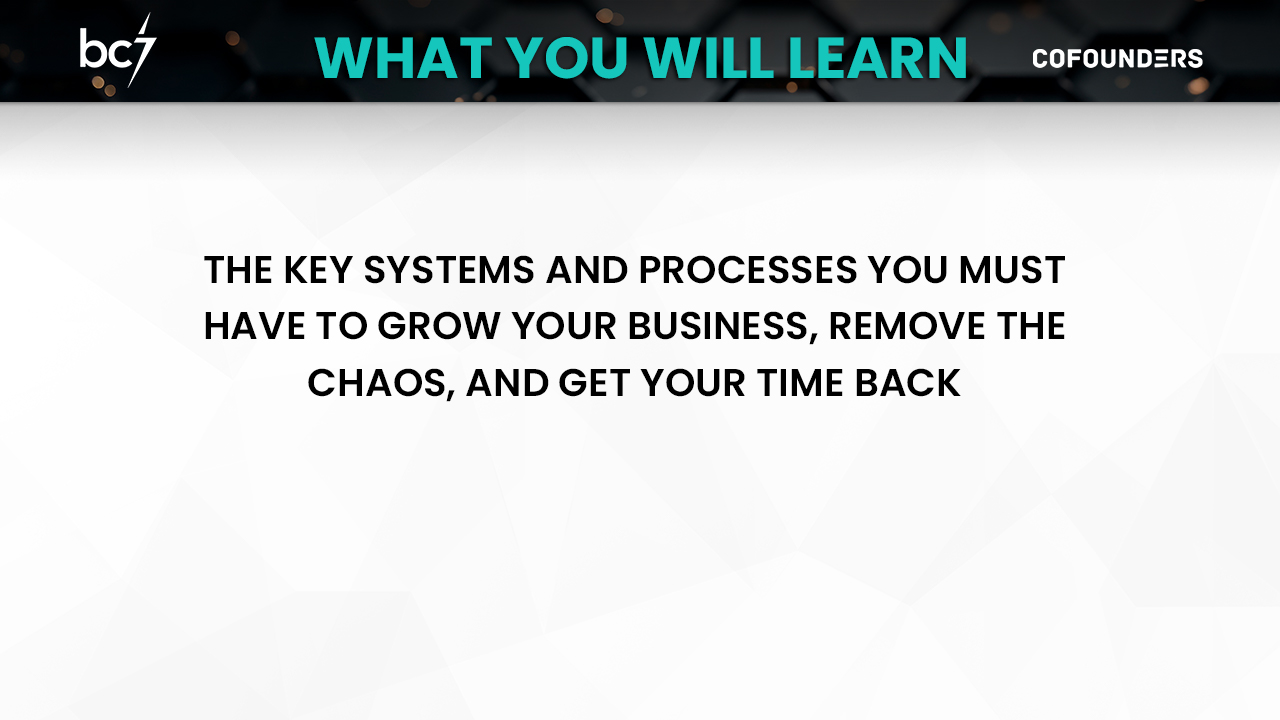 bc7
WHAT YOU WILL LEARN
COFOUNDERS
THE KEY SYSTEMS AND PROCESSES YOU MUST
HAVE TO GROW YOUR BUSINESS, REMOVE THE
CHAOS, AND GET YOUR TIME BACK